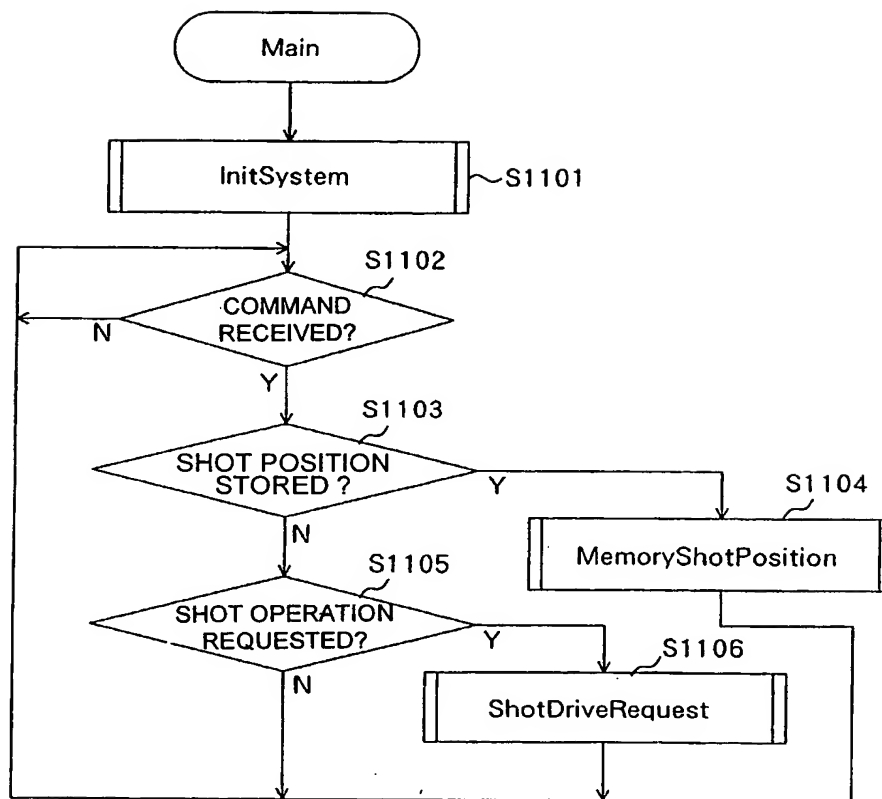 Main
InitSystem
S1101
S1102
COMMAND
RECEIVED?
N
Y
S1103
SHOT POSITION
STORED ?
Y
S1104
N
MemoryShotPosition
S1105
SHOT OPERATION
REQUESTED?
Y
S1106
N
ShotDriveRequest